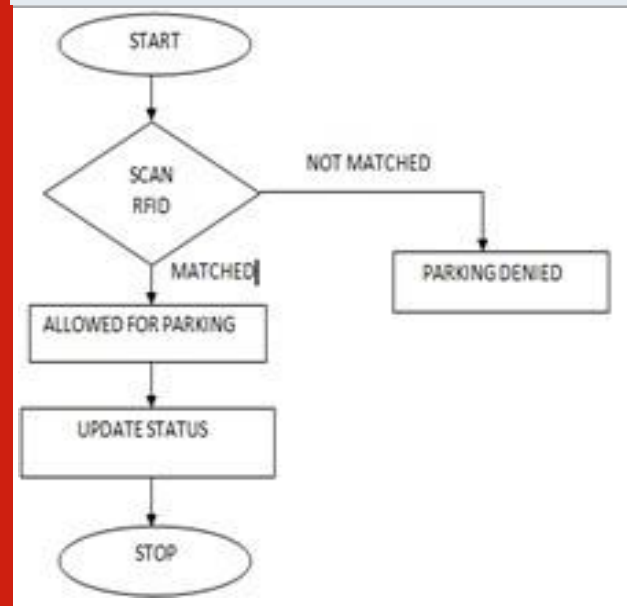 START
SCAN
RFID
NOT MATCHED
MATCHED
PARKING DENIED
ALLOWED FOR PARKING
UPDATE STATUS
STOP